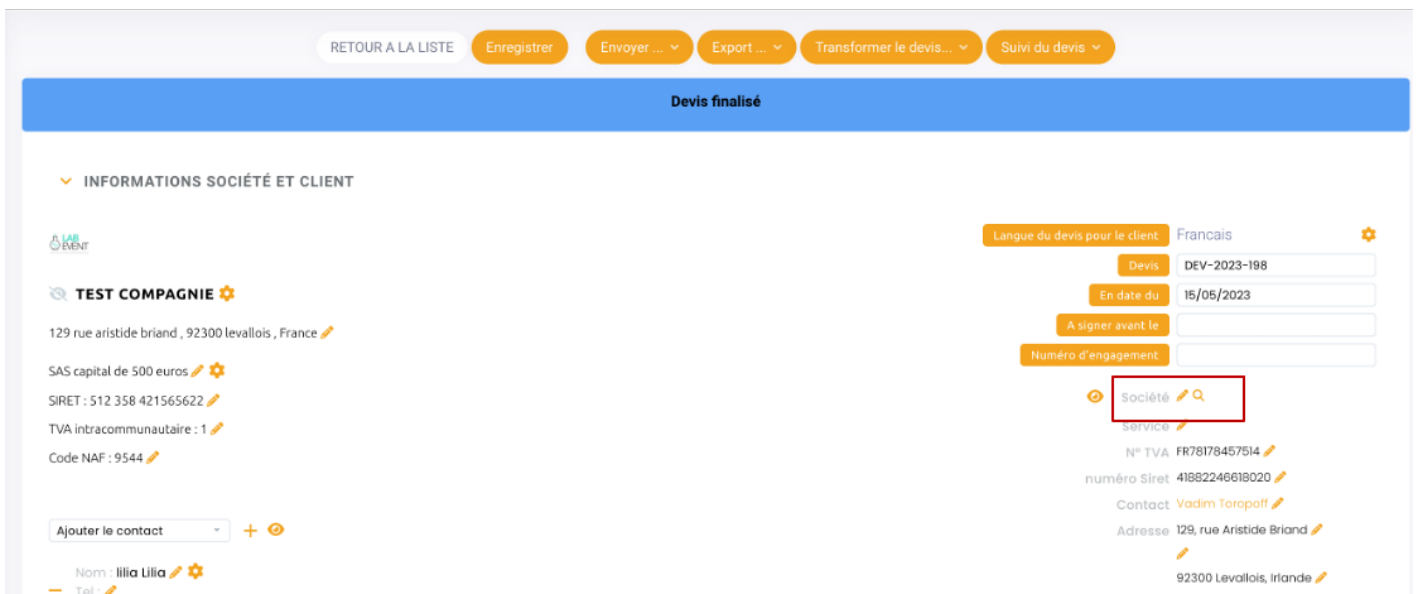 RETOUR A LA LISTE Enregistrer Envoyer ... Export ... Transformer le devis... Suivi du devis
Devis finalisé
INFORMATIONS SOCIÉTÉ ET CLIENT
LAB
EVENT
TEST COMPAGNIE
129 rue aristide briand , 92300 levallois , France
SAS capital de 500 euros
SIRET : 512 358 421565622
TVA intracommunautaire : 1
Code NAF : 9544
Ajouter le contact
Nom : lilia Lilia
Tel :
Langue du devis pour le client Francais
Devis DEV-2023-198
En date du 15/05/2023
A signer avant le
Numéro d'engagement
Société
Service
N° TVA FR78178457514
numéro Siret 41882246618020
Contact Vadim Toropoff
Adresse 129, rue Aristide Briand
92300 Levallois, Irlande